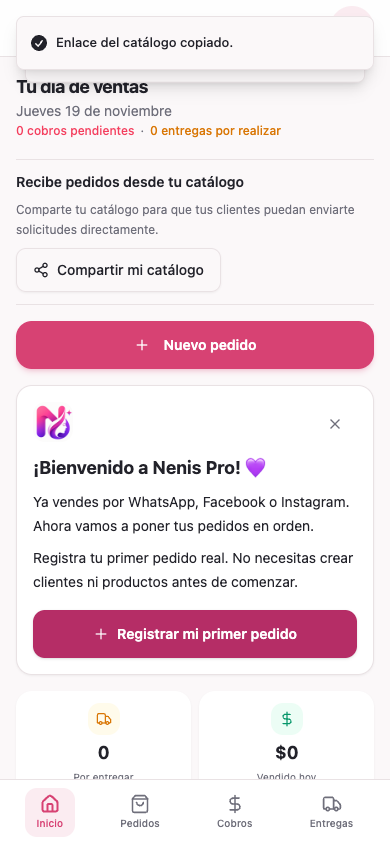 Enlace del catálogo copiado.
Tu día de ventas
Jueves 19 de noviembre
0 cobros pendientes · 0 entregas por realizar
Recibe pedidos desde tu catálogo
Comparte tu catálogo para que tus clientes puedan enviarte
solicitudes directamente.
Compartir mi catálogo
Nuevo pedido
¡Bienvenido a Nenis Pro! 💜
Ya vendes por WhatsApp, Facebook o Instagram.
Ahora vamos a poner tus pedidos en orden.
Registra tu primer pedido real. No necesitas crear
clientes ni productos antes de comenzar.
Registrar mi primer pedido
0
$0
Por entregar
Vendido hoy
Inicio
Pedidos
Cobros
Entregas